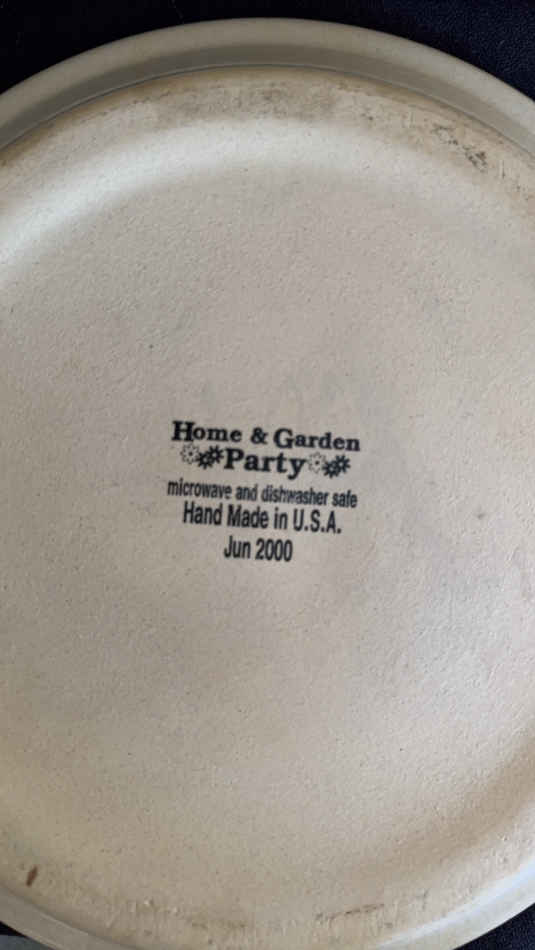 Home & Garden
Party
microwave and dishwasher safe
Hand Made in U.S.A.
Jun 2000